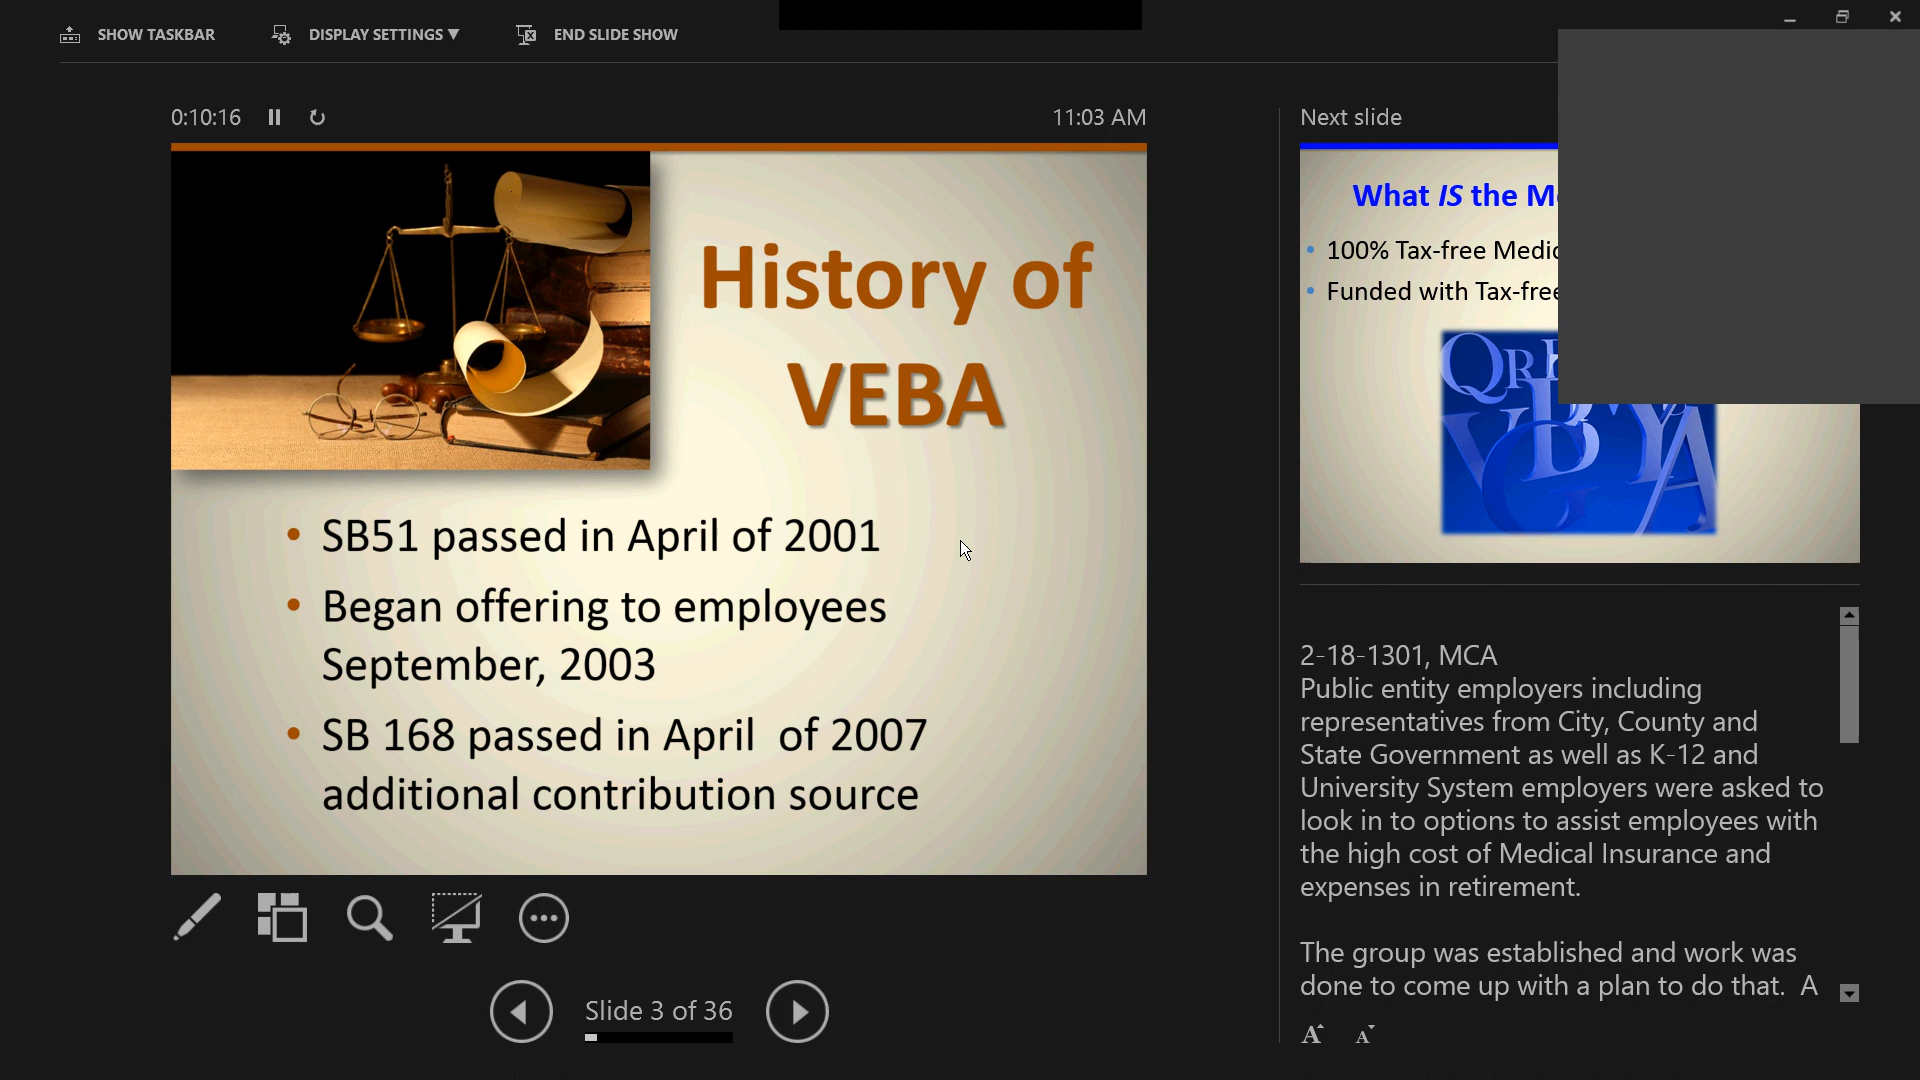 SHOW TASKBAR
DISPLAY SETTINGS ▼
END SLIDE SHOW
0:10:16
11:03 AM
History of
VEBA
• SB51 passed in April of 2001
• Began offering to employees
September, 2003
• SB 168 passed in April  of 2007
additional contribution source
Slide 3 of 36
Next slide
What IS the
• 100% Tax-free
• Funded with Tax-free
2-18-1301, MCA
Public entity employers including
representatives from City, County and
State Government as well as K-12 and
University System employers were asked to
look in to options to assist employees with
the high cost of Medical Insurance and
expenses in retirement.
The group was established and work was
done to come up with a plan to do that.  A